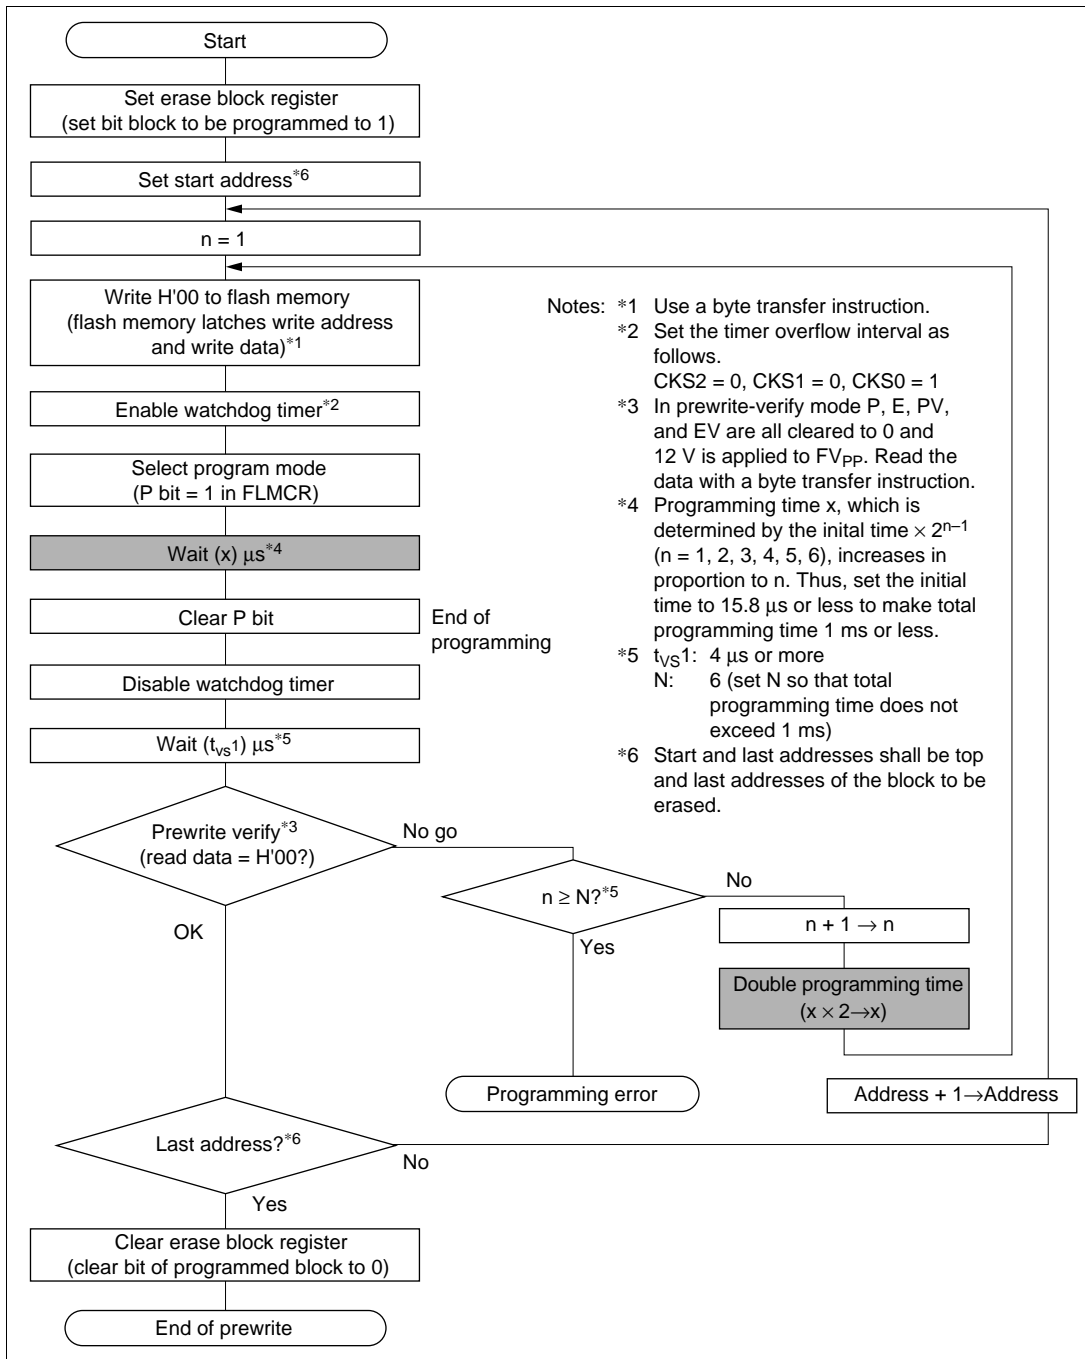 Start
Set erase block register
(set bit block to be programmed to 1)
Set start address*6
n = 1
Write H'00 to flash memory
(flash memory latches write address
and write data)*1
Enable watchdog timer*2
Select program mode
(P bit = 1 in FLMCR)
Wait (x) μs*4
Clear P bit
End of
programming
Disable watchdog timer
Wait (tvs1) μs*5
Prewrite verify*3
(read data = H'00?)
No go
OK
n ≥ N?*5
No
Yes
n + 1 → n
Double programming time
(x × 2→x)
Programming error
Address + 1→Address
Last address?*6
No
Yes
Clear erase block register
(clear bit of programmed block to 0)
End of prewrite
Notes: *1 Use a byte transfer instruction.
*2 Set the timer overflow interval as
follows.
CKS2 = 0, CKS1 = 0, CKS0 = 1
*3 In prewrite-verify mode P, E, PV,
and EV are all cleared to 0 and
12 V is applied to FVPP. Read the
data with a byte transfer instruction.
*4 Programming time x, which is
determined by the inital time × 2n–1
(n = 1, 2, 3, 4, 5, 6), increases in
proportion to n. Thus, set the initial
time to 15.8 μs or less to make total
programming time 1 ms or less.
*5 tVS1: 4 μs or more
N: 6 (set N so that total
programming time does not
exceed 1 ms)
*6 Start and last addresses shall be top
and last addresses of the block to be
erased.